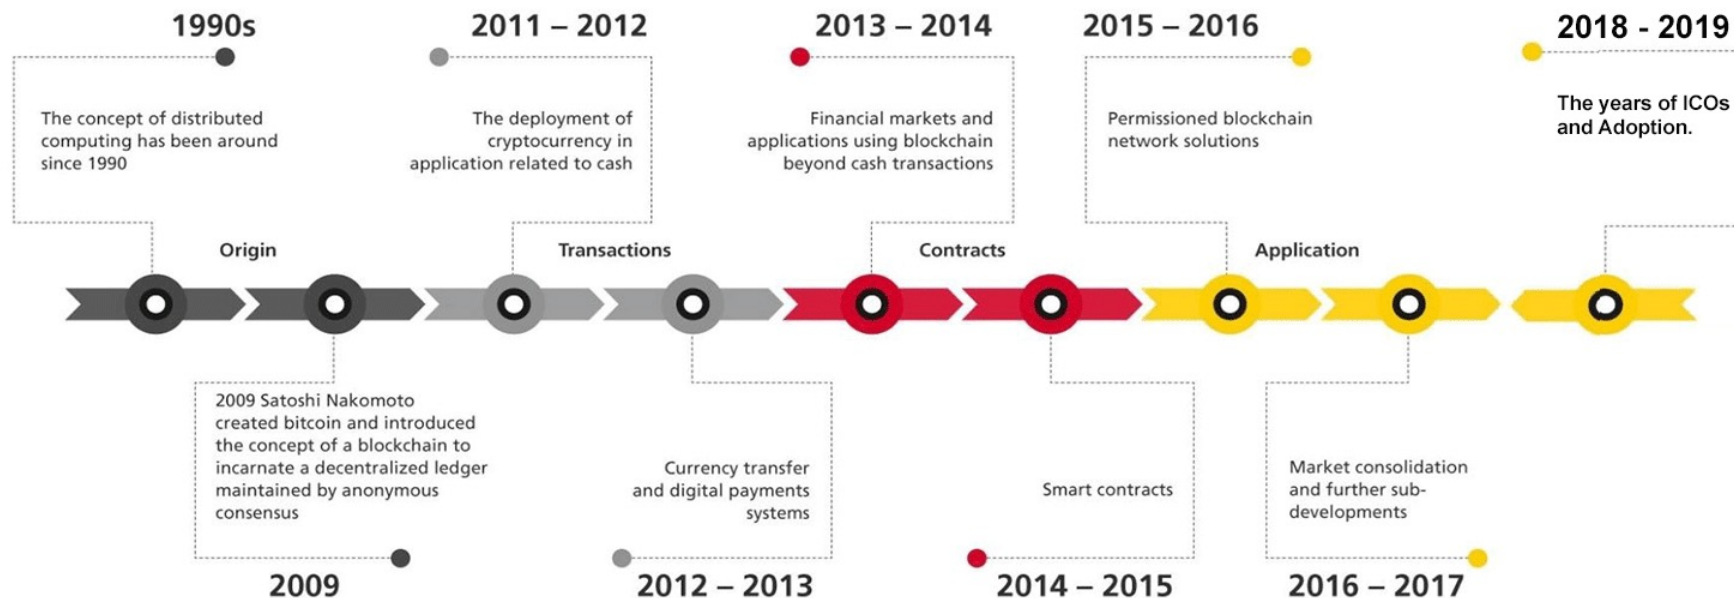 1990s
The concept of distributed
computing has been around
since 1990
2011 – 2012
The deployment of
cryptocurrency in
application related to cash
2013 – 2014
Financial markets and
applications using blockchain
beyond cash transactions
2015 – 2016
Permissioned blockchain
network solutions
2018 - 2019
The years of ICOs
and Adoption.
Origin
Transactions
Contracts
Application
2009 Satoshi Nakomoto
created bitcoin and introduced
the concept of a blockchain to
incarnate a decentralized ledger
maintained by anonymous
consensus
2009
Currency transfer
and digital payments
systems
2012 – 2013
Smart contracts
2014 – 2015
Market consolidation
and further sub-
developments
2016 – 2017